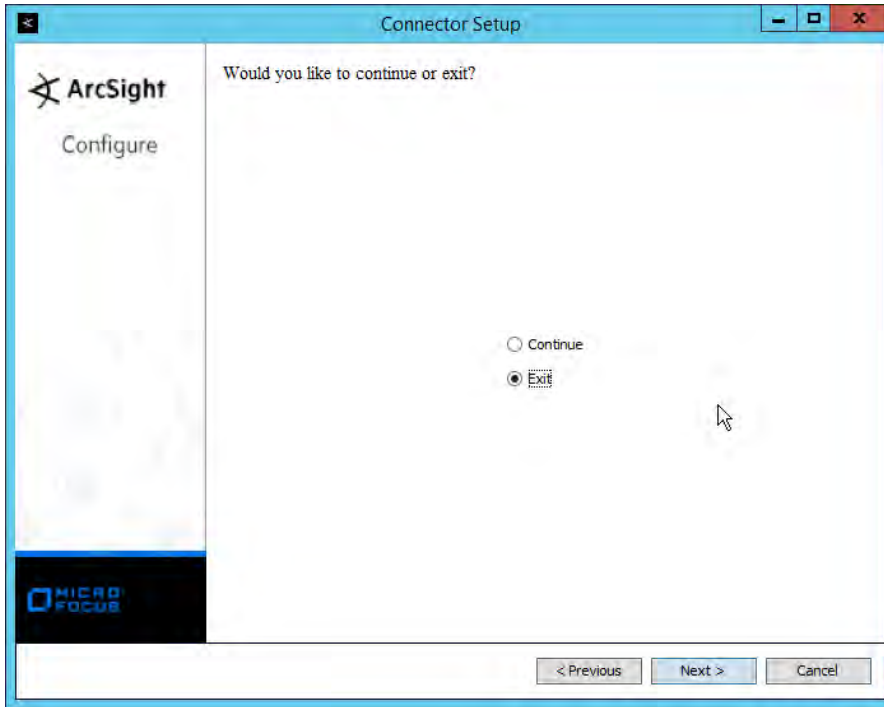 Connector Setup
ArcSight
Configure
Would you like to continue or exit?
Continue
Exit
MICRO
FOCUS
< Previous
Next >
Cancel